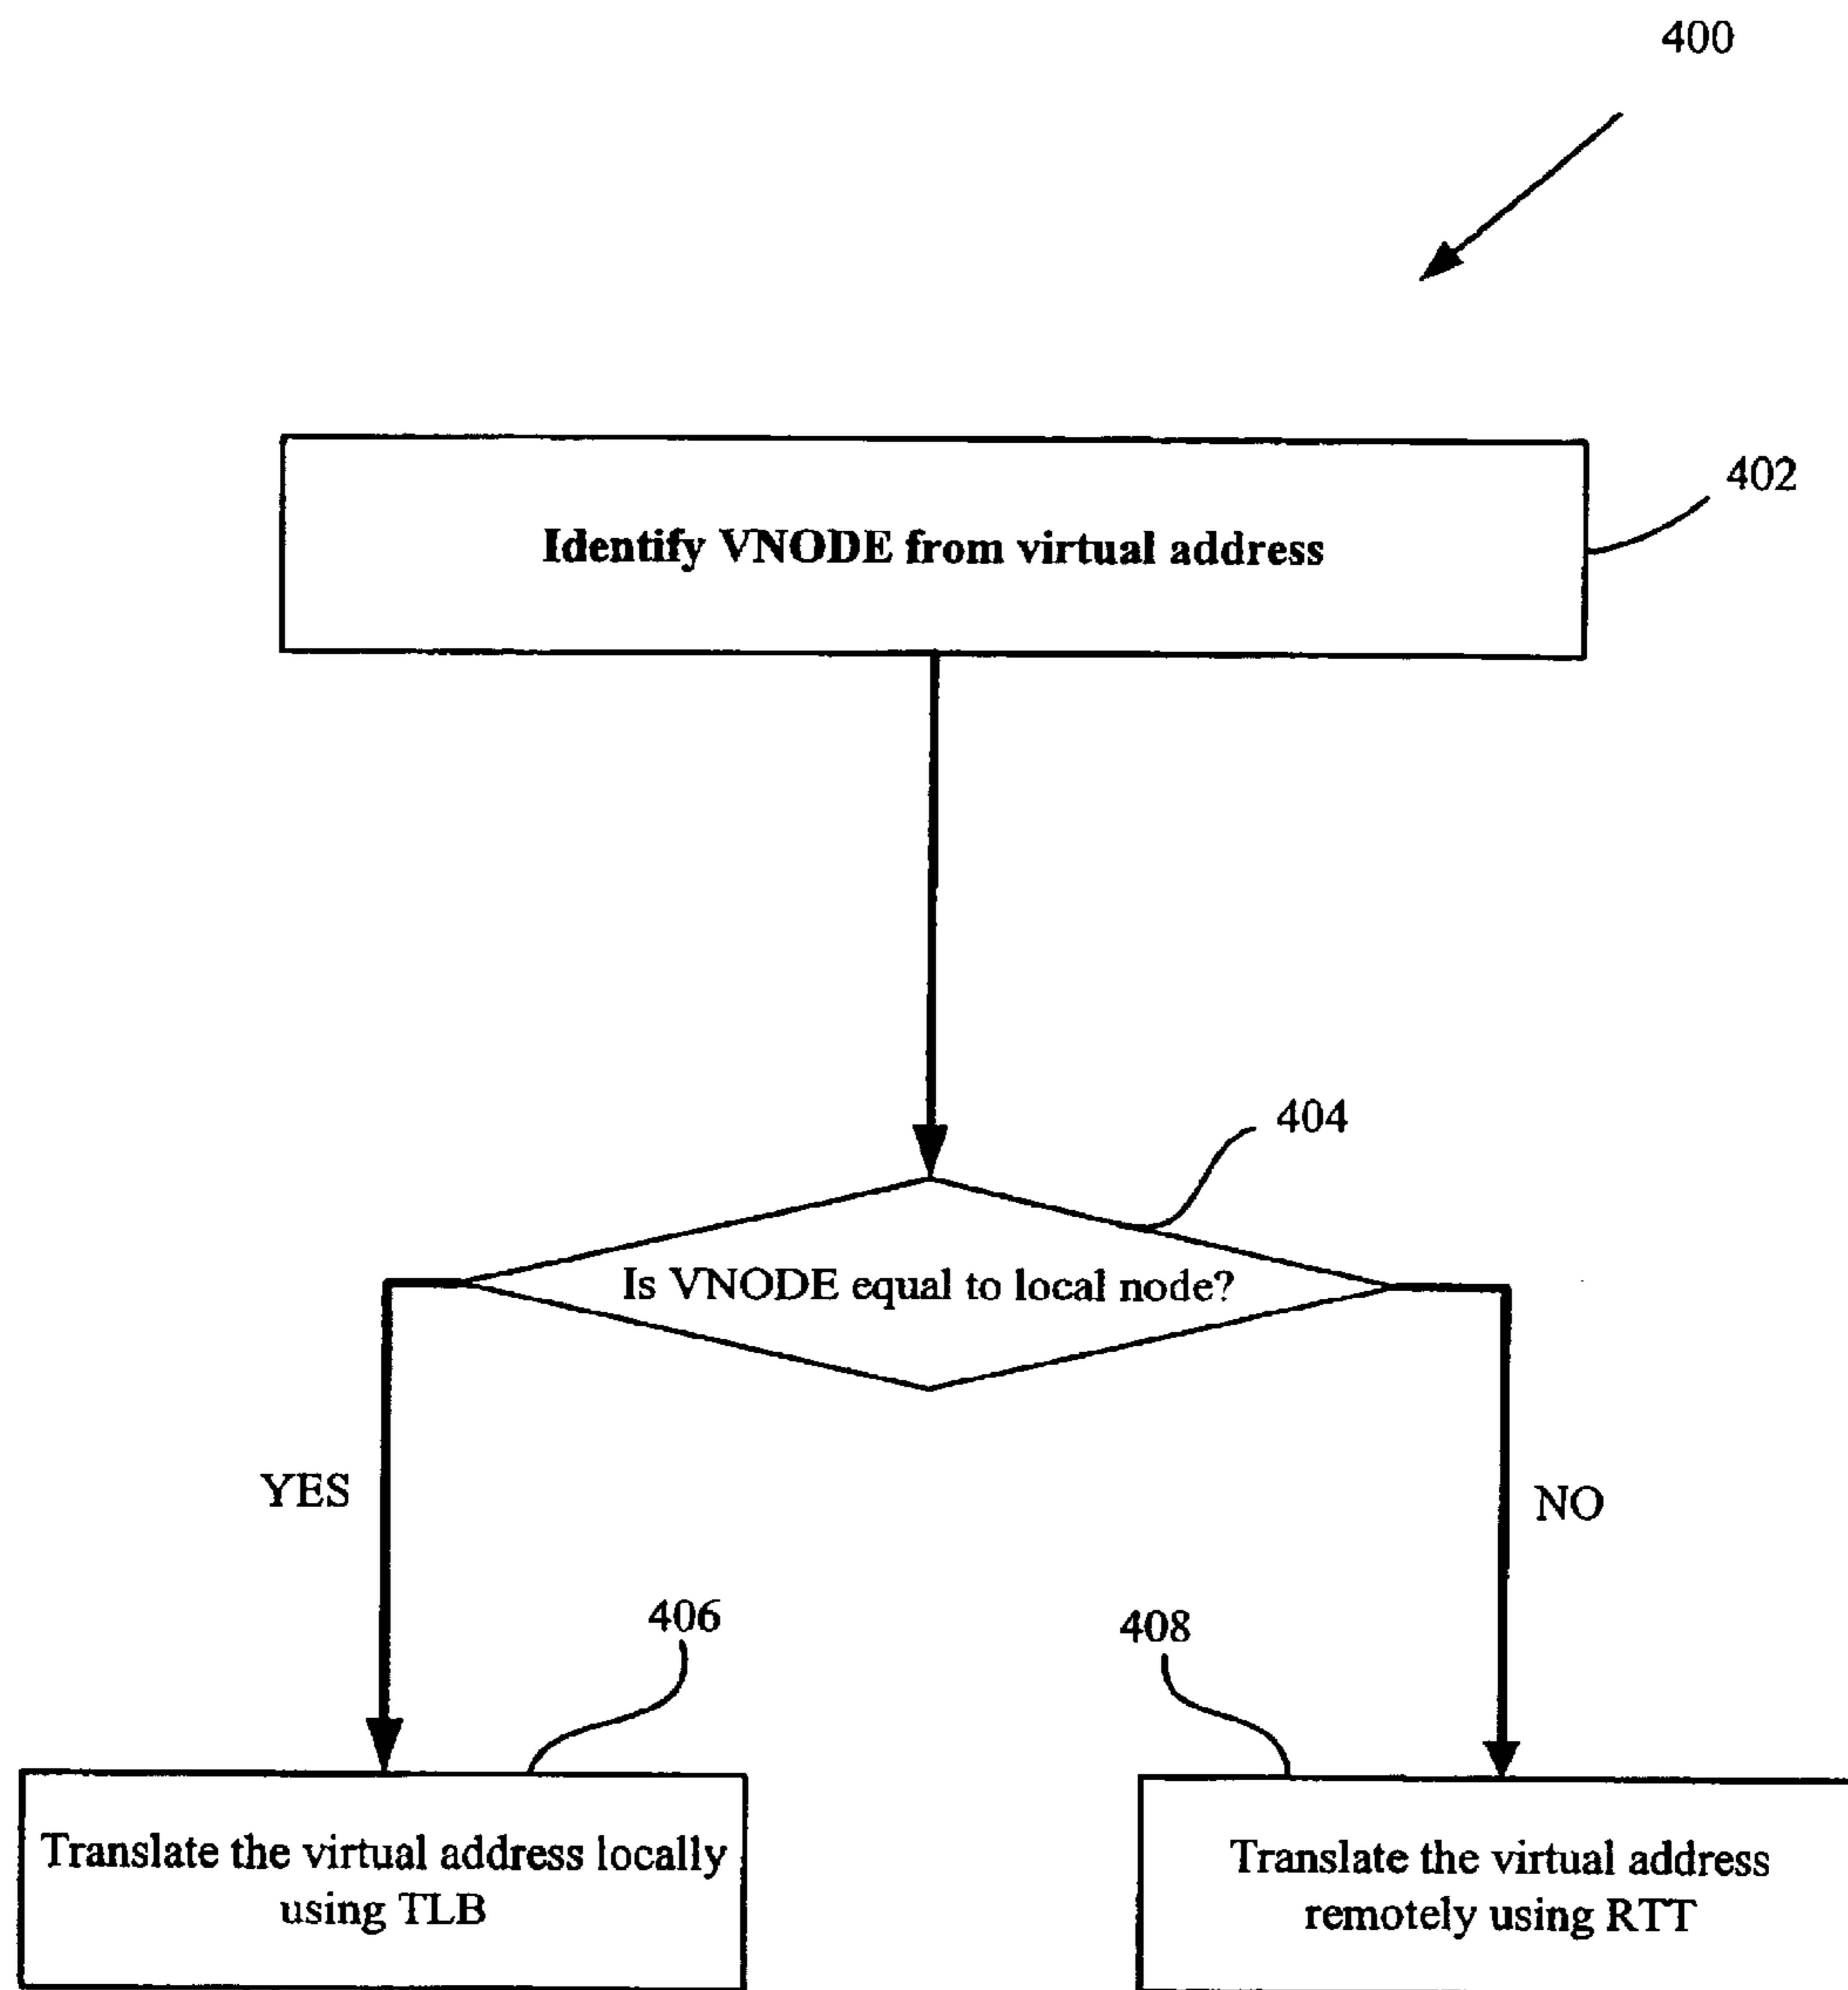 400
402
Identify VNODE from virtual address
404
Is VNODE equal to local node?
YES
NO
406
408
Translate the virtual address locally
using TLB
Translate the virtual address
remotely using RTT